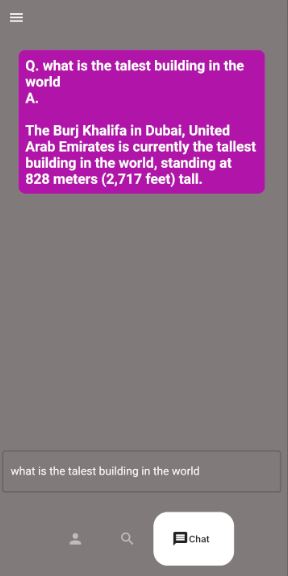 Q. what is the talest building in the
world
A.
The Burj Khalifa in Dubai, United
Arab Emirates is currently the tallest
building in the world, standing at
828 meters (2,717 feet) tall.
what is the talest building in the world
Chat